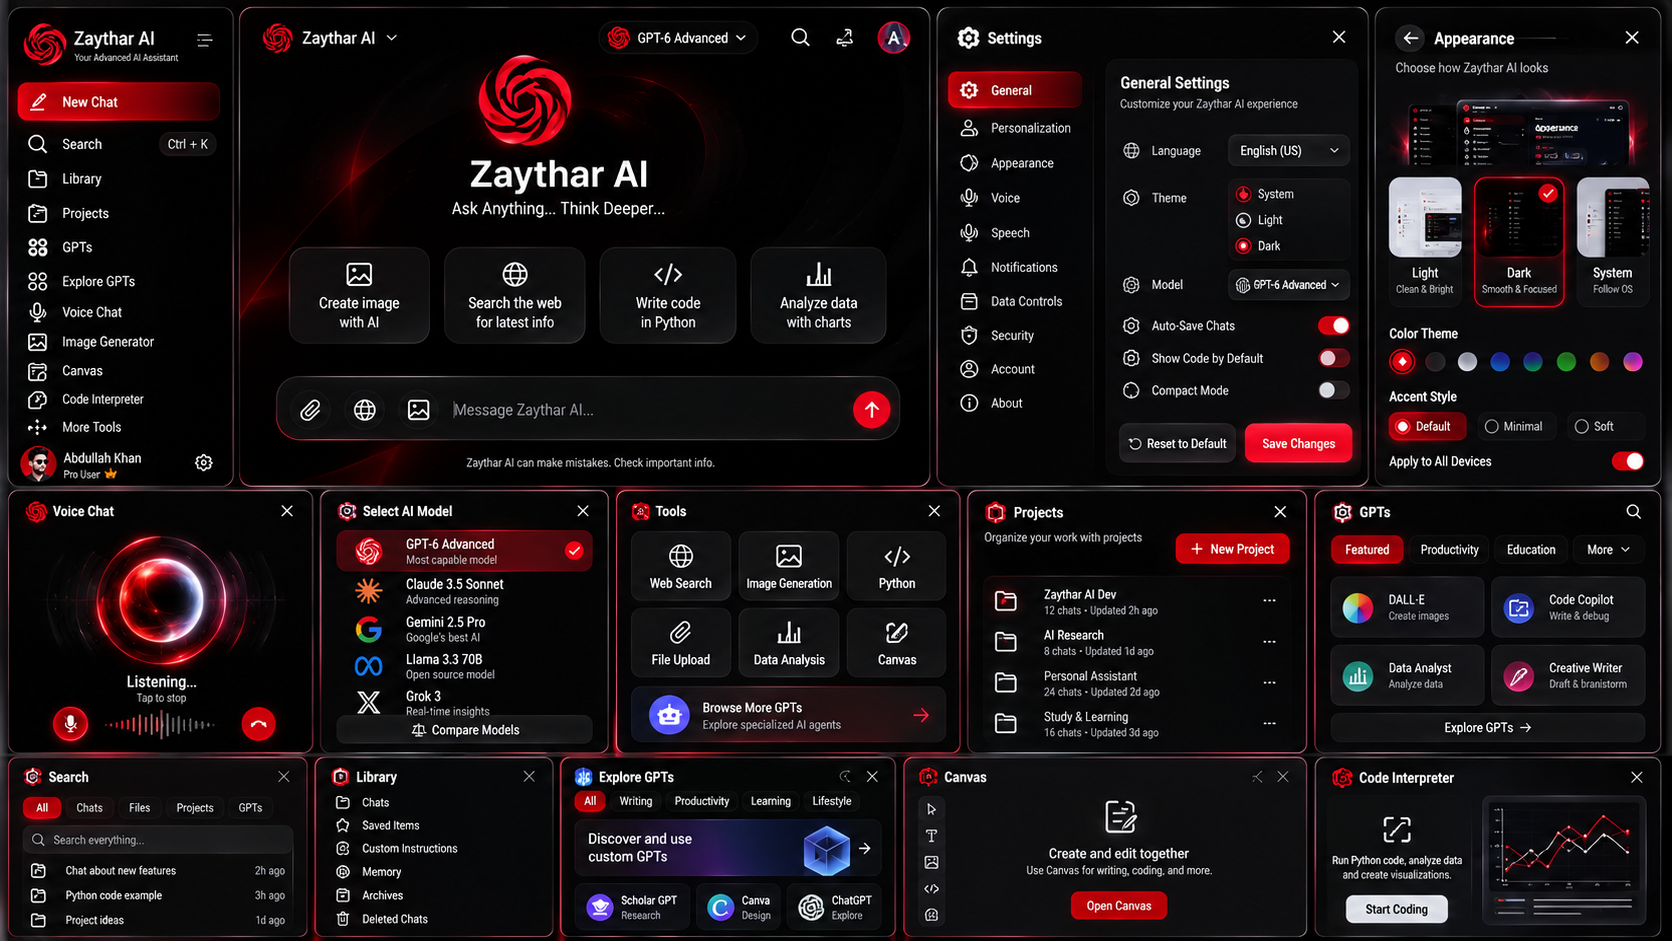 Zaythar AI
Your Advanced AI Assistant
New Chat
Search
Ctrl + K
Library
Projects
GPTs
Explore GPTs
Voice Chat
Image Generator
Canvas
Code Interpreter
More Tools
Abdullah Khan
Pro User
Zaythar AI
GPT-6 Advanced
A
Zaythar AI
Ask Anything... Think Deeper...
Create image
with AI
Search the web
for latest info
Write code
in Python
Analyze data
with charts
Message Zaythar AI...
Zaythar AI can make mistakes. Check important info.
Settings
General
Personalization
Appearance
Voice
Speech
Notifications
Data Controls
Security
Account
About
General Settings
Customize your Zaythar AI experience
Language
English (US)
Theme
System
Light
Dark
Model
GPT-6 Advanced
Auto-Save Chats
Show Code by Default
Compact Mode
Reset to Default
Save Changes
Appearance
Choose how Zaythar AI looks
Appearance
Light
Clean & Bright
Dark
Smooth & Focused
System
Follow OS
Color Theme
Accent Style
Default
Minimal
Soft
Apply to All Devices
Voice Chat
Listening...
Tap to stop
Select AI Model
GPT-6 Advanced
Most capable model
Claude 3.5 Sonnet
Advanced reasoning
Gemini 2.5 Pro
Google's best AI
Llama 3.3 70B
Open source model
Grok 3
Real-time insights
Compare Models
Tools
Web Search
Image Generation
Python
File Upload
Data Analysis
Canvas
Browse More GPTs
Explore specialized AI agents
Projects
Organize your work with projects
+ New Project
Zaythar AI Dev
12 chats • Updated 2h ago
AI Research
8 chats • Updated 1d ago
Personal Assistant
24 chats • Updated 2d ago
Study & Learning
16 chats • Updated 3d ago
GPTs
Featured
Productivity
Education
More
DALL·E
Create images
Code Copilot
Write & debug
Data Analyst
Analyze data
Creative Writer
Draft & branistorm
Explore GPTs →
Search
All
Chats
Files
Projects
GPTs
Search everything...
Chat about new features
2h ago
Python code example
3h ago
Project ideas
1d ago
Library
Chats
Saved Items
Custom Instructions
Memory
Archives
Deleted Chats
Explore GPTs
All
Writing
Productivity
Learning
Lifestyle
Discover and use
custom GPTs
Scholar GPT
Research
Canva
Design
ChatGPT
Explore
Canvas
Create and edit together
Use Canvas for writing, coding, and more.
Open Canvas
Code Interpreter
Run Python code, analyze data
and create visualizations.
Start Coding